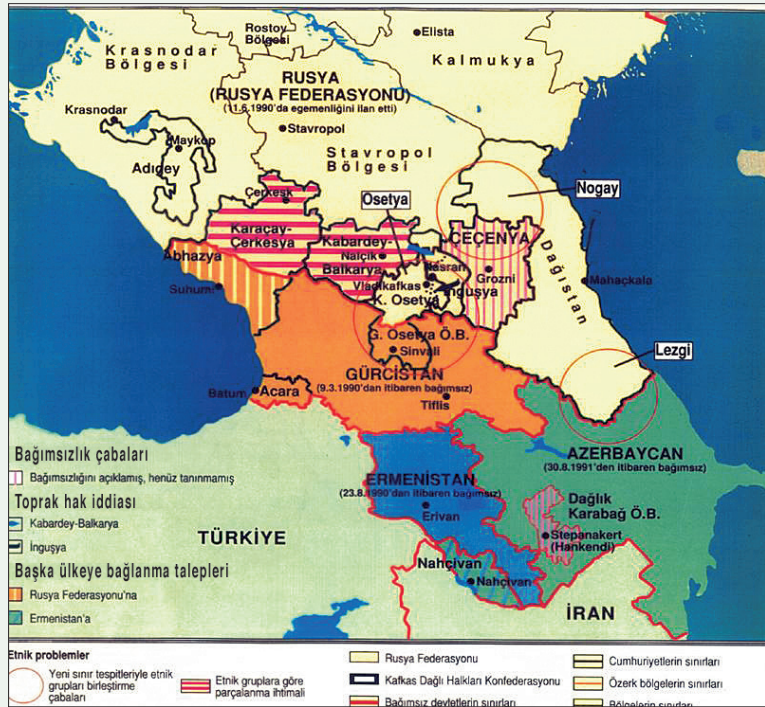 Rostov
Bölgesi
Elista
Krasnodar
Bölgesi
Kalmukya
RUSYA
(RUSYA FEDERASYONU)
(11.6.1990'da egemenliğini ilan etti)
Krasnodar
Stavropol
Maykop
Adıgey
Stavropol
Bölgesi
Nogay
Osetya
Çerkesk
Karaçay-
Çerkesya
Kabardey-
Nalçik
Balkarya
ÇEÇENYA
Abhazya
Nasran
Grozni
Dağıstan
Mahaçkala
Suhumi
Vladikafkas
İnguşya
K. Osetya
G. Osetya Ö.B.
Sinvali
Lezgi
GÜRCİSTAN
(9.3.1990'dan itibaren bağımsız)
Batum
Acara
Tiflis
AZERBAYCAN
(30.8.1991'den itibaren bağımsız)
ERMENİSTAN
(23.8.1990'dan itibaren bağımsız)
Dağlık
Karabağ Ö.B.
Erivan
Stepanakert
(Hankendi)
TÜRKİYE
Nahçivan
Nahçivan
İRAN
Bağımsızlık çabaları
Bağımsızlığını açıklamış, henüz tanınmamış
Toprak hak iddiası
Kabardey-Balkarya
İnguşya
Başka ülkeye bağlanma talepleri
Rusya Federasyonu'na
Ermenistan'a
Etnik problemler
Yeni sınır tespitleriyle etnik
grupları birleştirme
çabaları
Etnik gruplara göre
parçalanma ihtimali
Rusya Federasyonu
Kafkas Dağlı Halkları Konfederasyonu
Bağımsız devletlerin sınırları
Cumhuriyetlerin sınırları
Özerk bölgelerin sınırları
Bölgelerin sınırları